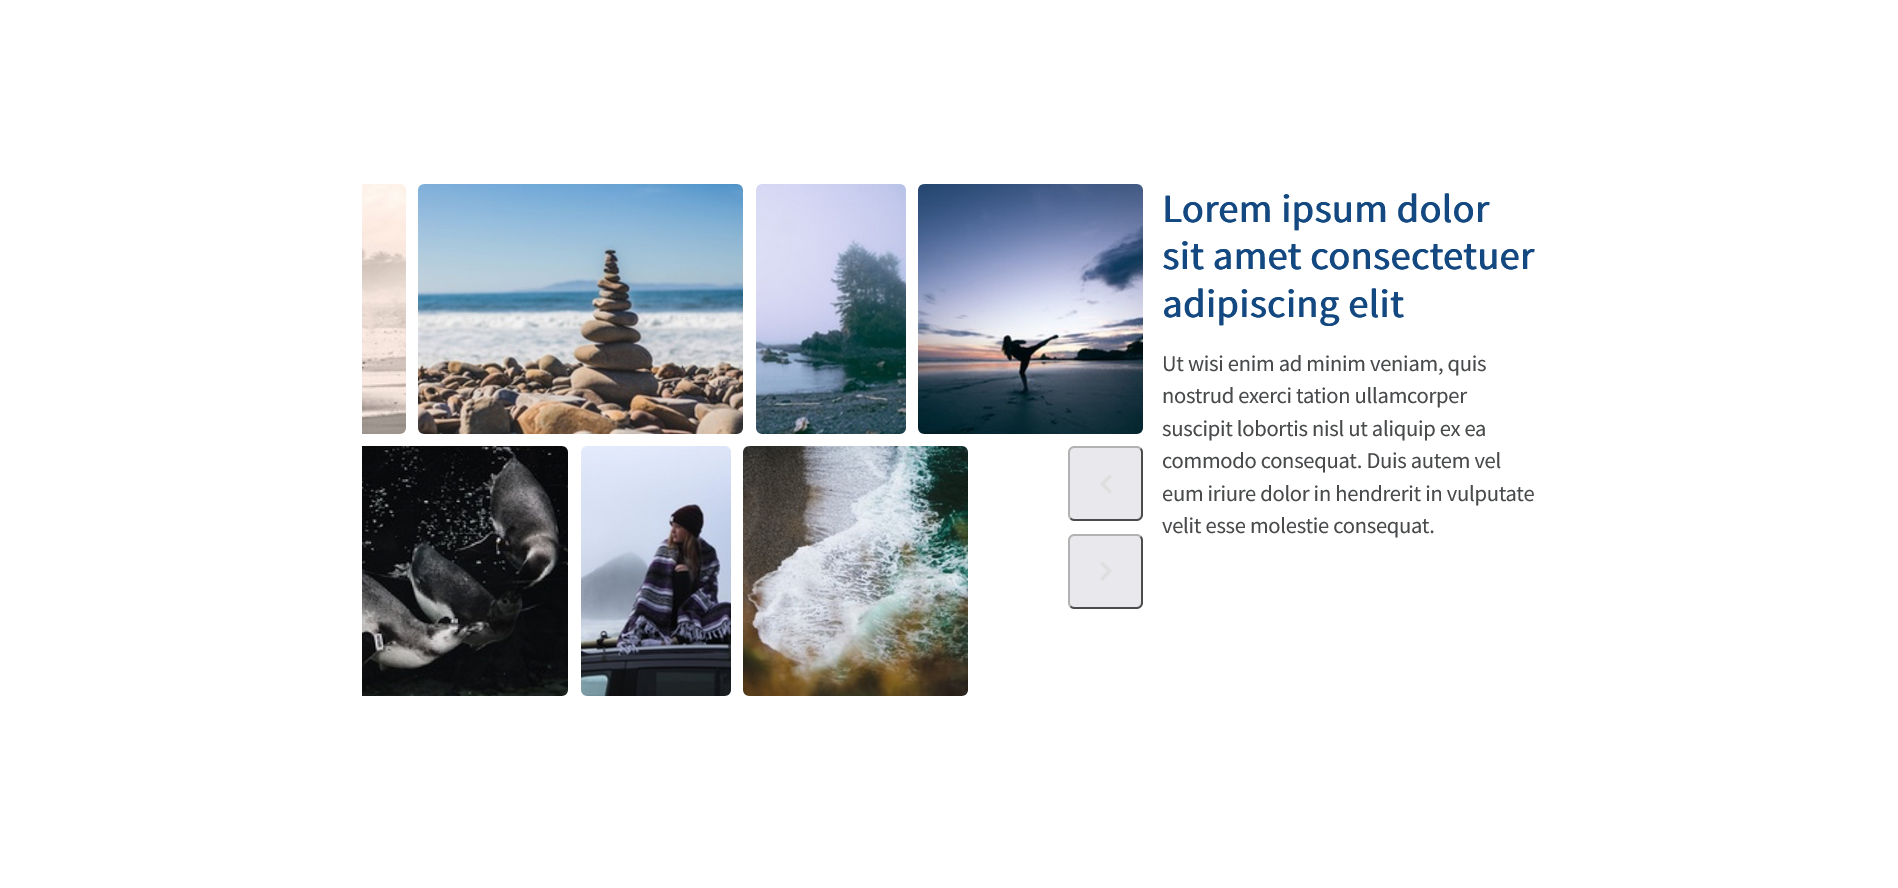 Lorem ipsum dolor
sit amet consectetuer
adipiscing elit
Ut wisi enim ad minim veniam, quis
nostrud exerci tation ullamcorper
suscipit lobortis nisl ut aliquip ex ea
commodo consequat. Duis autem vel
eum iriure dolor in hendrerit in vulputate
velit esse molestie consequat.